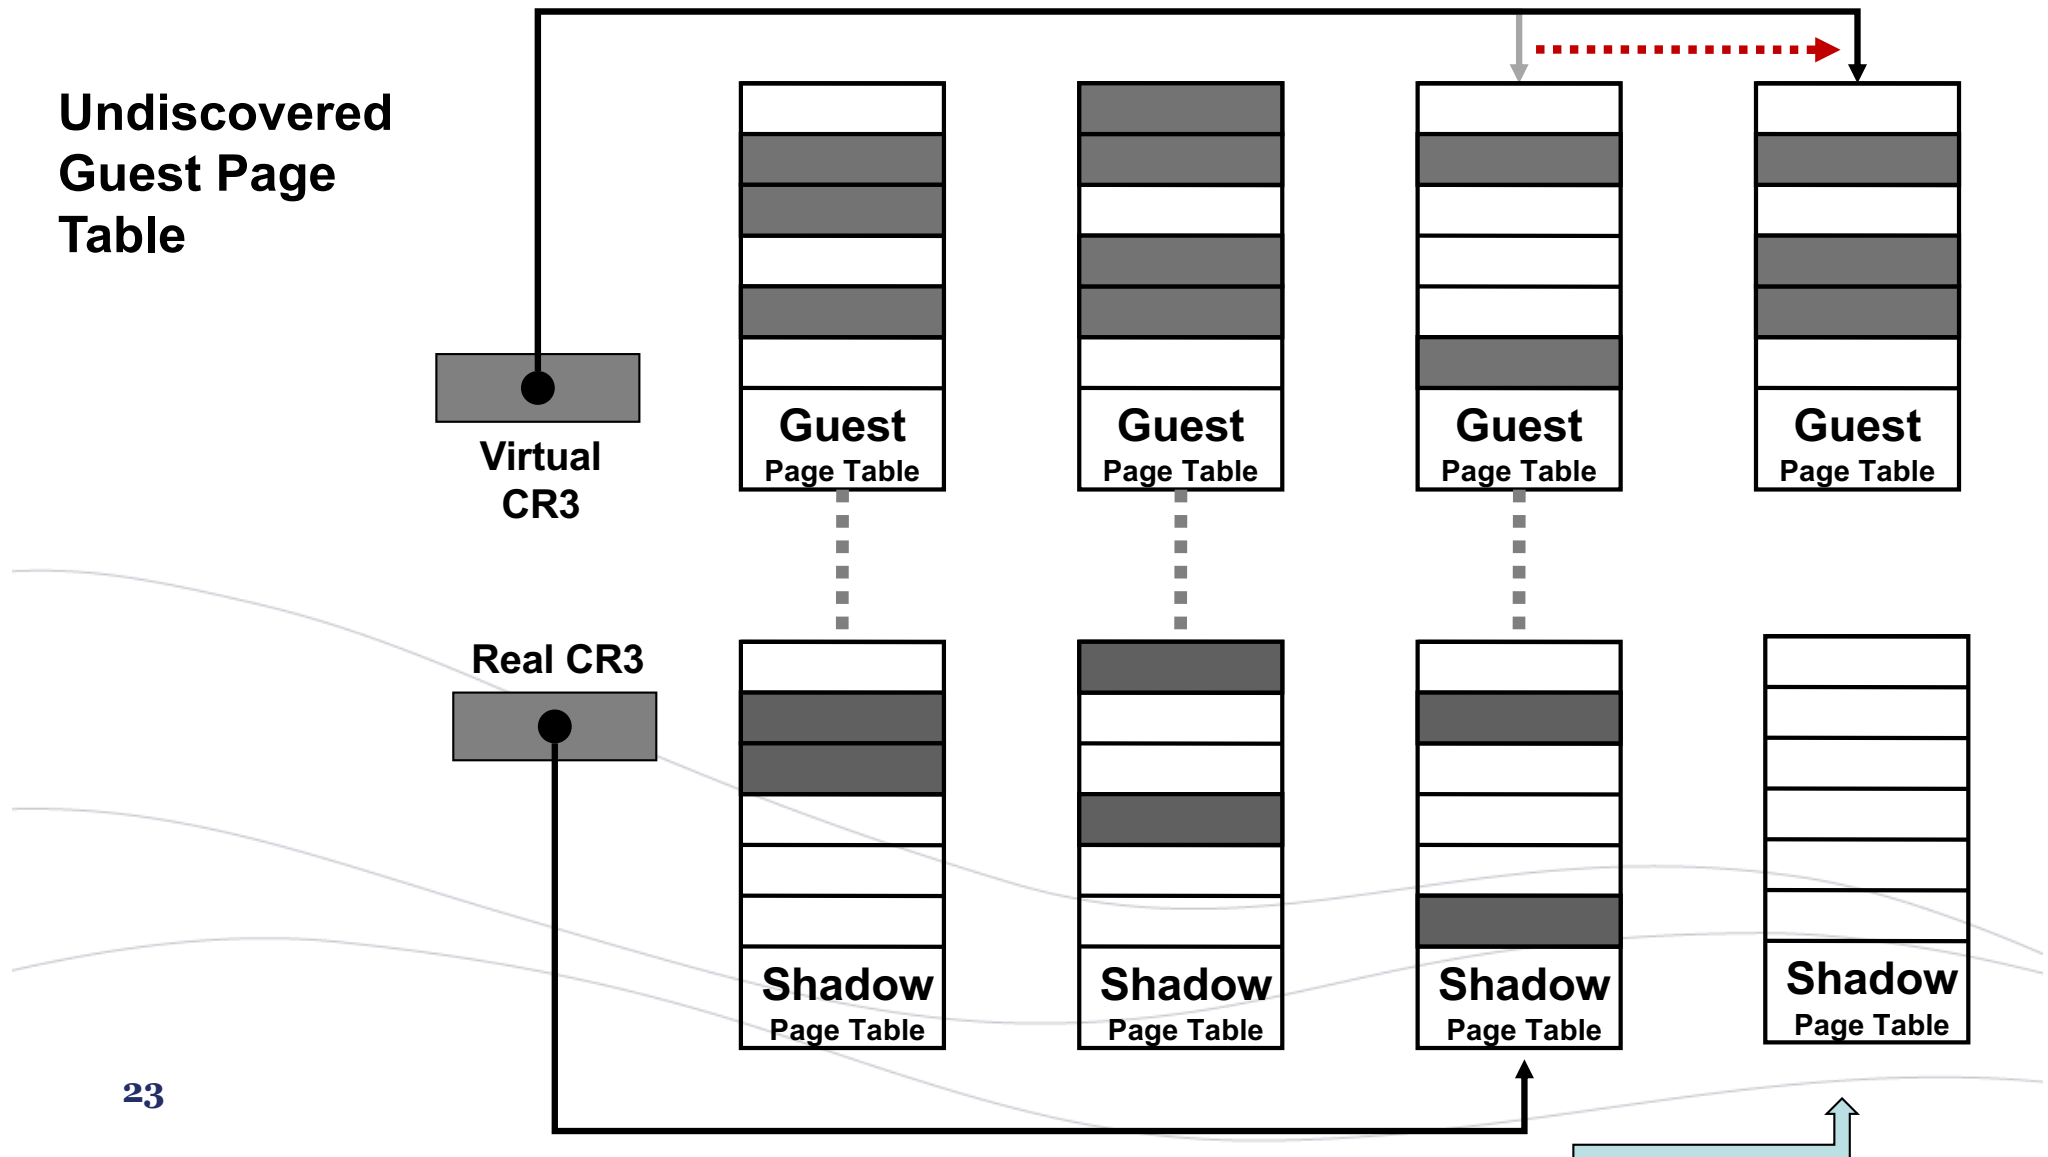 Undiscovered
Guest Page
Table
Virtual
CR3
Guest
Page Table
Guest
Page Table
Guest
Page Table
Guest
Page Table
Real CR3
Shadow
Page Table
Shadow
Page Table
Shadow
Page Table
Shadow
Page Table
23